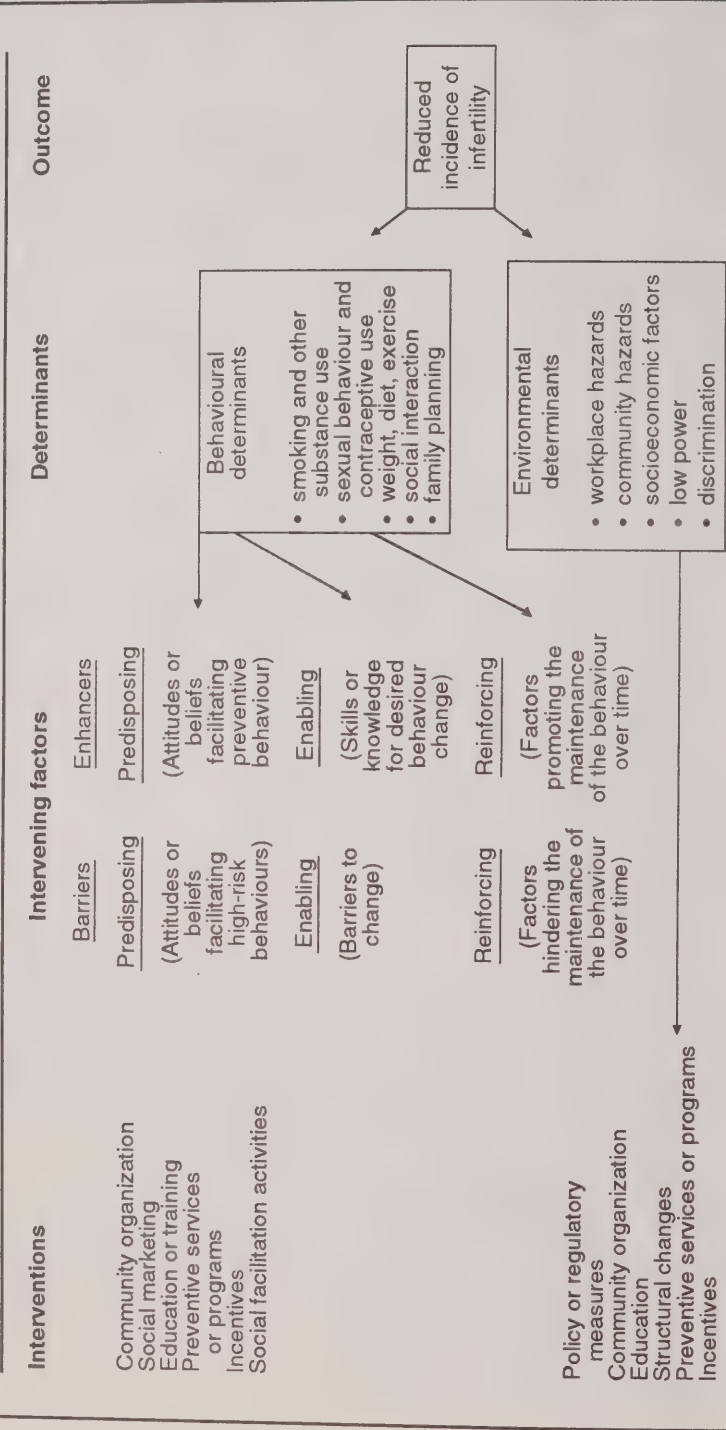 Interventions
Intervening factors
Determinants
Outcome
Barriers
Enhancers
Community organization
Social marketing
Education or training
Preventive services
or programs
Incentives
Social facilitation activities
Predisposing
(Attitudes or
beliefs
facilitating
high-risk
behaviours)
Predisposing
(Attitudes or
beliefs
facilitating
preventive
behaviour)
Enabling
(Barriers to
change)
Enabling
(Skills or
knowledge
for desired
behaviour
change)
Reinforcing
(Factors
hindering the
maintenance of
the behaviour
over time)
Reinforcing
(Factors
promoting the
maintenance
of the behaviour
over time)
Behavioural
determinants
• smoking and other
substance use
• sexual behaviour and
contraceptive use
• weight, diet, exercise
• social interaction
• family planning
Reduced
incidence of
infertility
Policy or regulatory
measures
Community organization
Education
Structural changes
Preventive services or programs
Incentives
Environmental
determinants
• workplace hazards
• community hazards
• socioeconomic factors
• low power
• discrimination